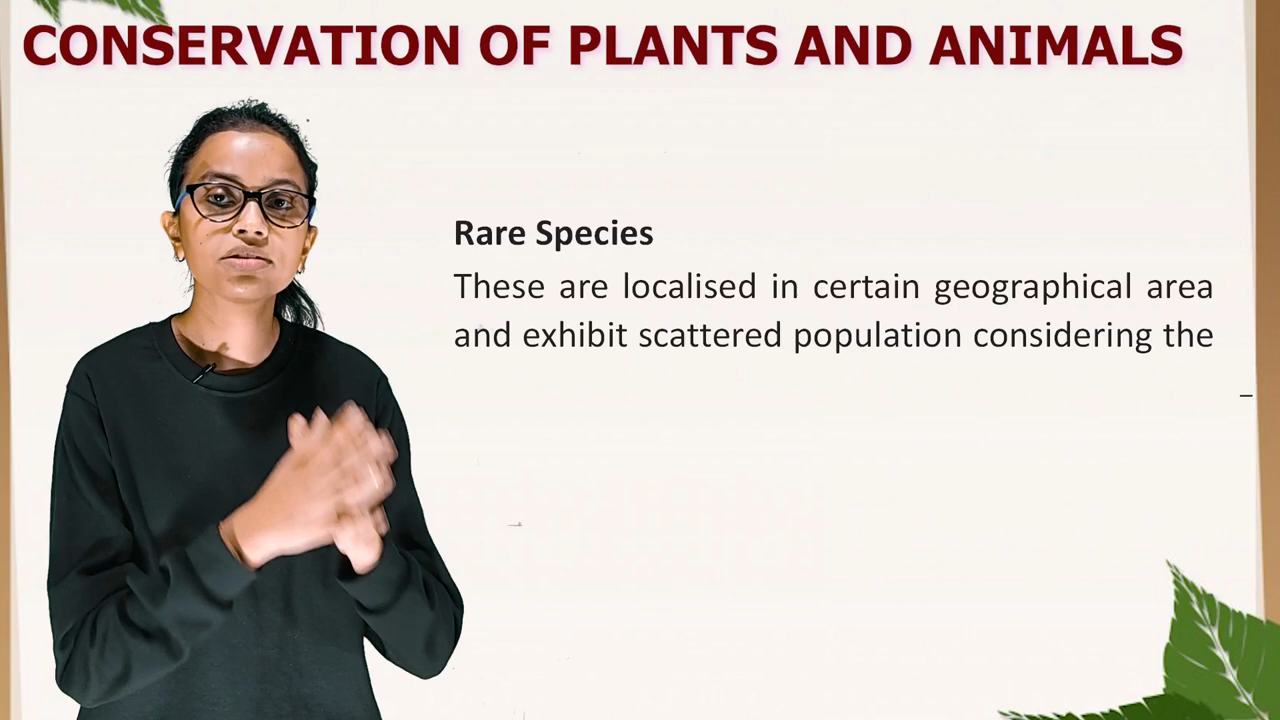 CONSERVATION OF PLANTS AND ANIMALS
Rare Species
These are localised in certain geographical area
and exhibit scattered population considering the